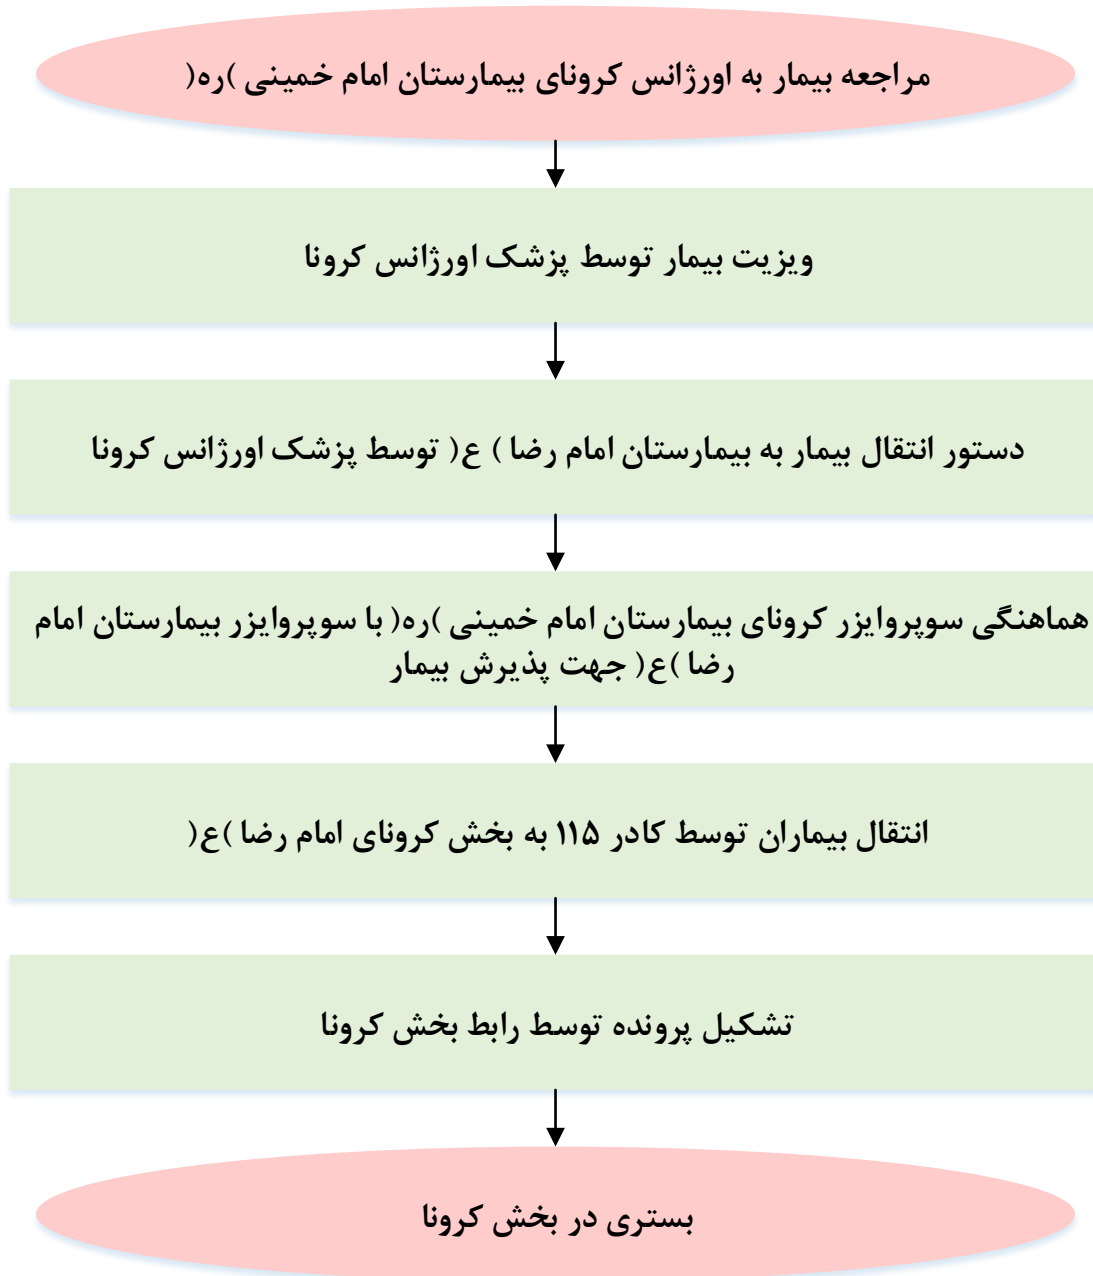 مراجعه بیمار به اورژانس کرونای بیمارستان امام خمینی )ره(
ویزیت بیمار توسط پزشک اورژانس کرونا
دستور انتقال بیمار به بیمارستان امام رضا ) ع( توسط پزشک اورژانس کرونا
هماهنگی سوپروایزر کرونای بیمارستان امام خمینی )ره( با سوپروایزر بیمارستان امام
رضا )ع( جهت پذیرش بیمار
انتقال بیماران توسط کادر ۱۱۵ به بخش کرونای امام رضا )ع(
تشکیل پرونده توسط رابط بخش کرونا
بستری در بخش کرونا